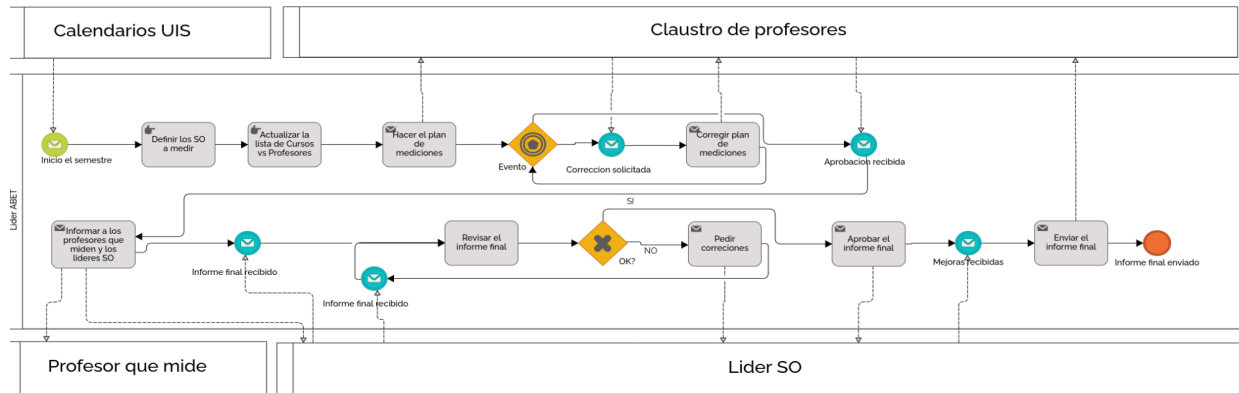 Calendarios UIS
Claustro de profesores
Lider ABET
Inicio el semestre
Definir los SO
a medir
Actualizar la
lista de Cursos
vs Profesores
Hacer el plan
de
mediciones
Evento
Correccion solicitada
Corregir plan
de
mediciones
Aprobacion recibida
Informar a los
profesores que
miden y los
lideres SO
Informe final recibido
Informe final recibido
Revisar el
informe final
OK?
SI
NO
Pedir
correciones
Aprobar el
informe final
Mejoras recibidas
Enviar el
informe final
Informe final enviado
Profesor que mide
Lider SO